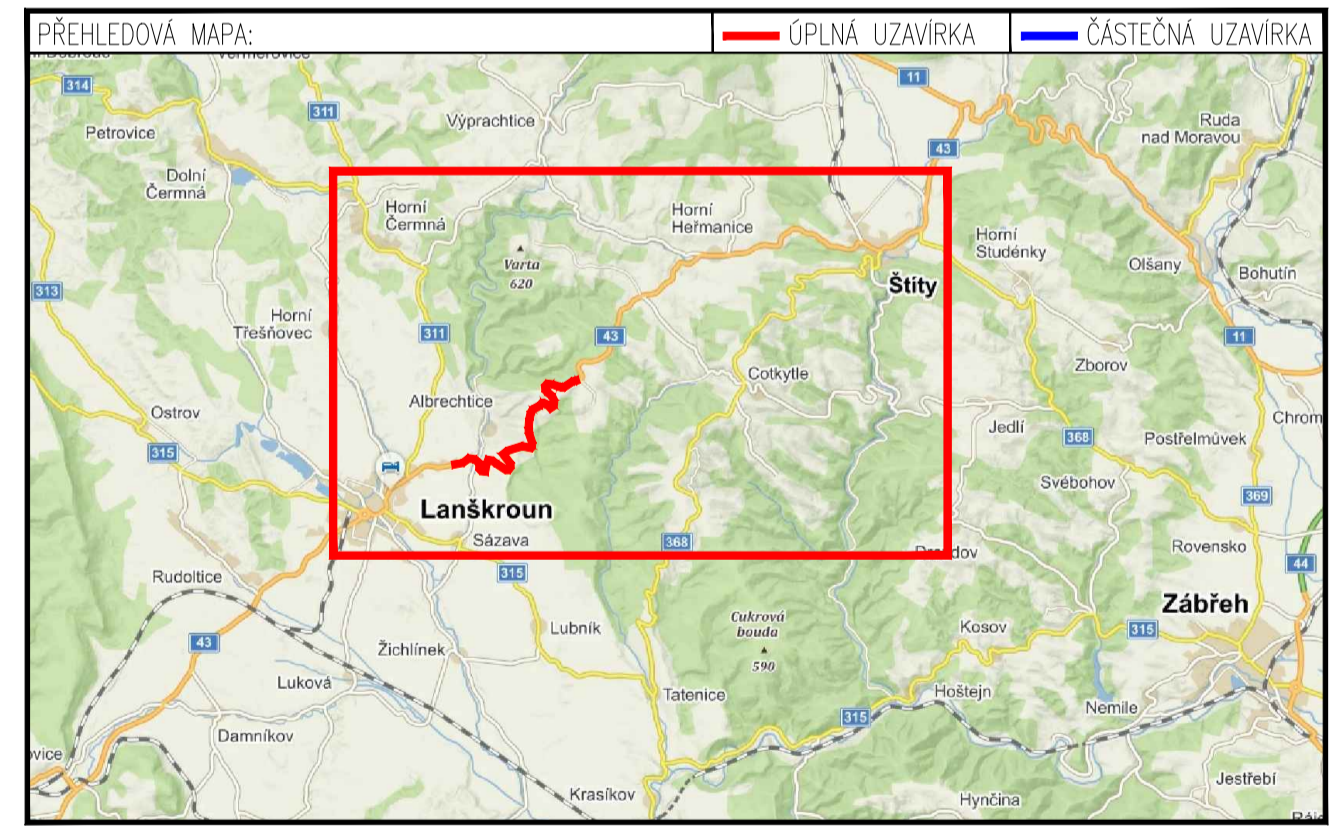 PŘEHLEDOVÁ MAPA:
ÚPLNÁ UZAVÍRKA
ČÁSTEČNÁ UZAVÍRKA
314
311
11
Petrovice
Výprachtice
Ruda
nad Moravou
43
Dolní
Čermná
Horní
Čermná
Horní
Heřmanice
Horní
Studénky
Varta
620
Olšany
Bohutín
Štíty
313
Horní
Třešňovec
311
43
11
Zborov
Cotkytle
Albrechtice
Ostrov
Chrom
Jedlí
368
Postřelmůvek
315
Svébohov
369
Lanškroun
Sázava
368
Rovensko
315
44
Rudoltice
Zábřeh
Cukrová
bouda
590
Lubník
Kosov
315
43
Žichlínek
Luková
Tatenice
Hoštejn
Nemile
315
Damníkov
vice
Jestřebí
Krasíkov
Hynčina